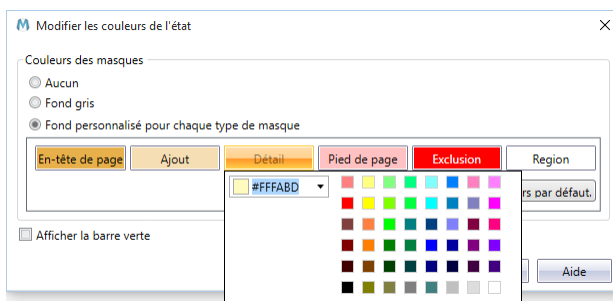 Modifier les couleurs de l'état
Couleurs des masques
Aucun
Fond gris
Fond personnalisé pour chaque type de masque
En-tête de page Ajout Détail Pied de page Exclusion Region
#FFFABD
rs par défaut.
Afficher la barre verte
Aide